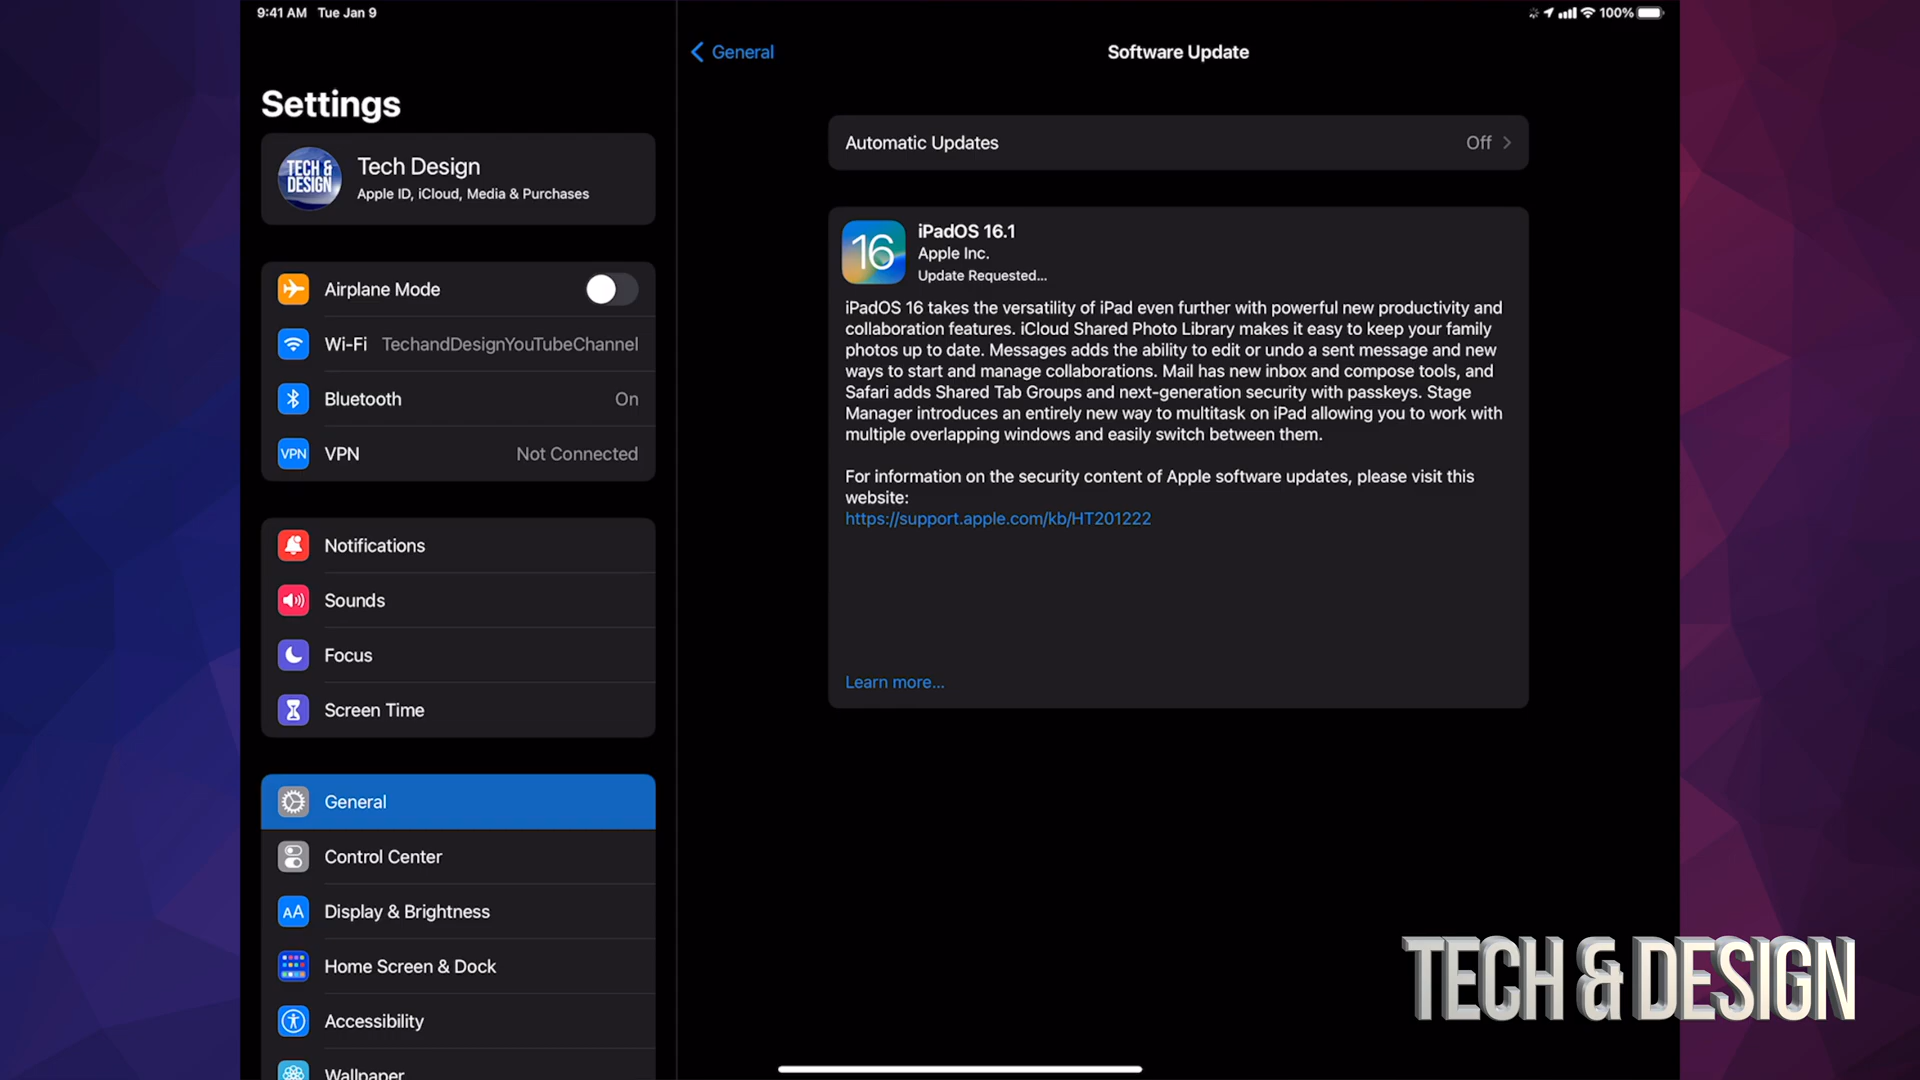 9:41 AM Tue Jan 9
100%
Settings
TECH &
DESIGN
Tech Design
Apple ID, iCloud, Media & Purchases
Airplane Mode
Wi-Fi TechandDesignYouTubeChannel
Bluetooth On
VPN VPN Not Connected
Notifications
Sounds
Focus
Screen Time
General
Control Center
AA Display & Brightness
Home Screen & Dock
Accessibility
Wallpaper
General
Software Update
Automatic Updates Off
16
iPadOS 16.1
Apple Inc.
Update Requested...
iPadOS 16 takes the versatility of iPad even further with powerful new productivity and
collaboration features. iCloud Shared Photo Library makes it easy to keep your family
photos up to date. Messages adds the ability to edit or undo a sent message and new
ways to start and manage collaborations. Mail has new inbox and compose tools, and
Safari adds Shared Tab Groups and next-generation security with passkeys. Stage
Manager introduces an entirely new way to multitask on iPad allowing you to work with
multiple overlapping windows and easily switch between them.
For information on the security content of Apple software updates, please visit this
website:
https://support.apple.com/kb/HT201222
Learn more...
TECH & DESIGN